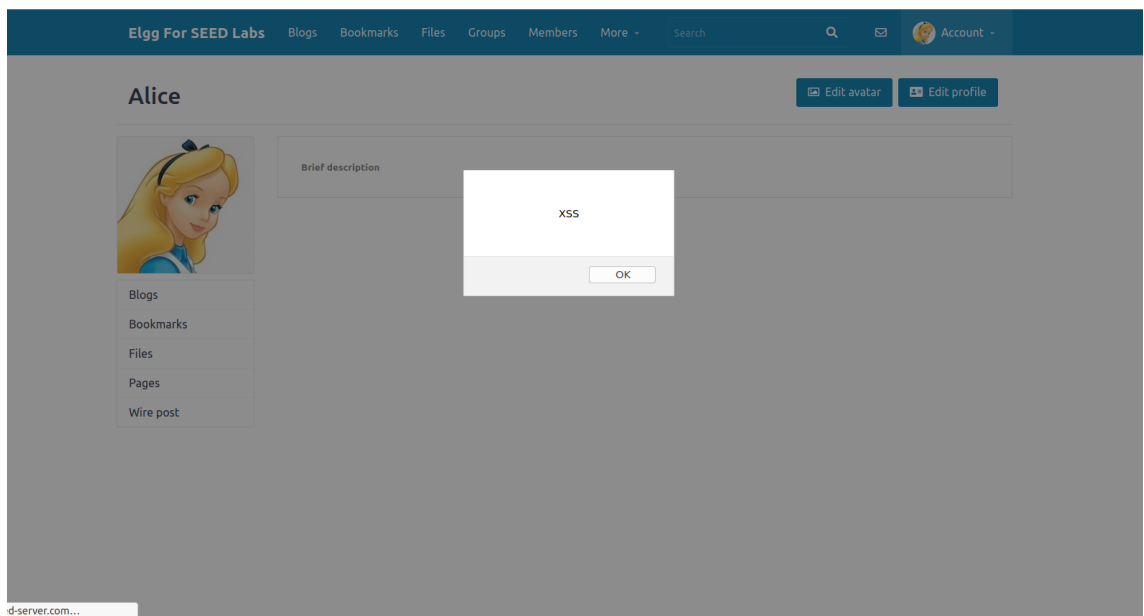 Elgg For SEED Labs Blogs Bookmarks Files Groups Members More Search Account
Alice Edit avatar Edit profile
Brief description
xss
OK
Blogs
Bookmarks
Files
Pages
Wire post
d-server.com...